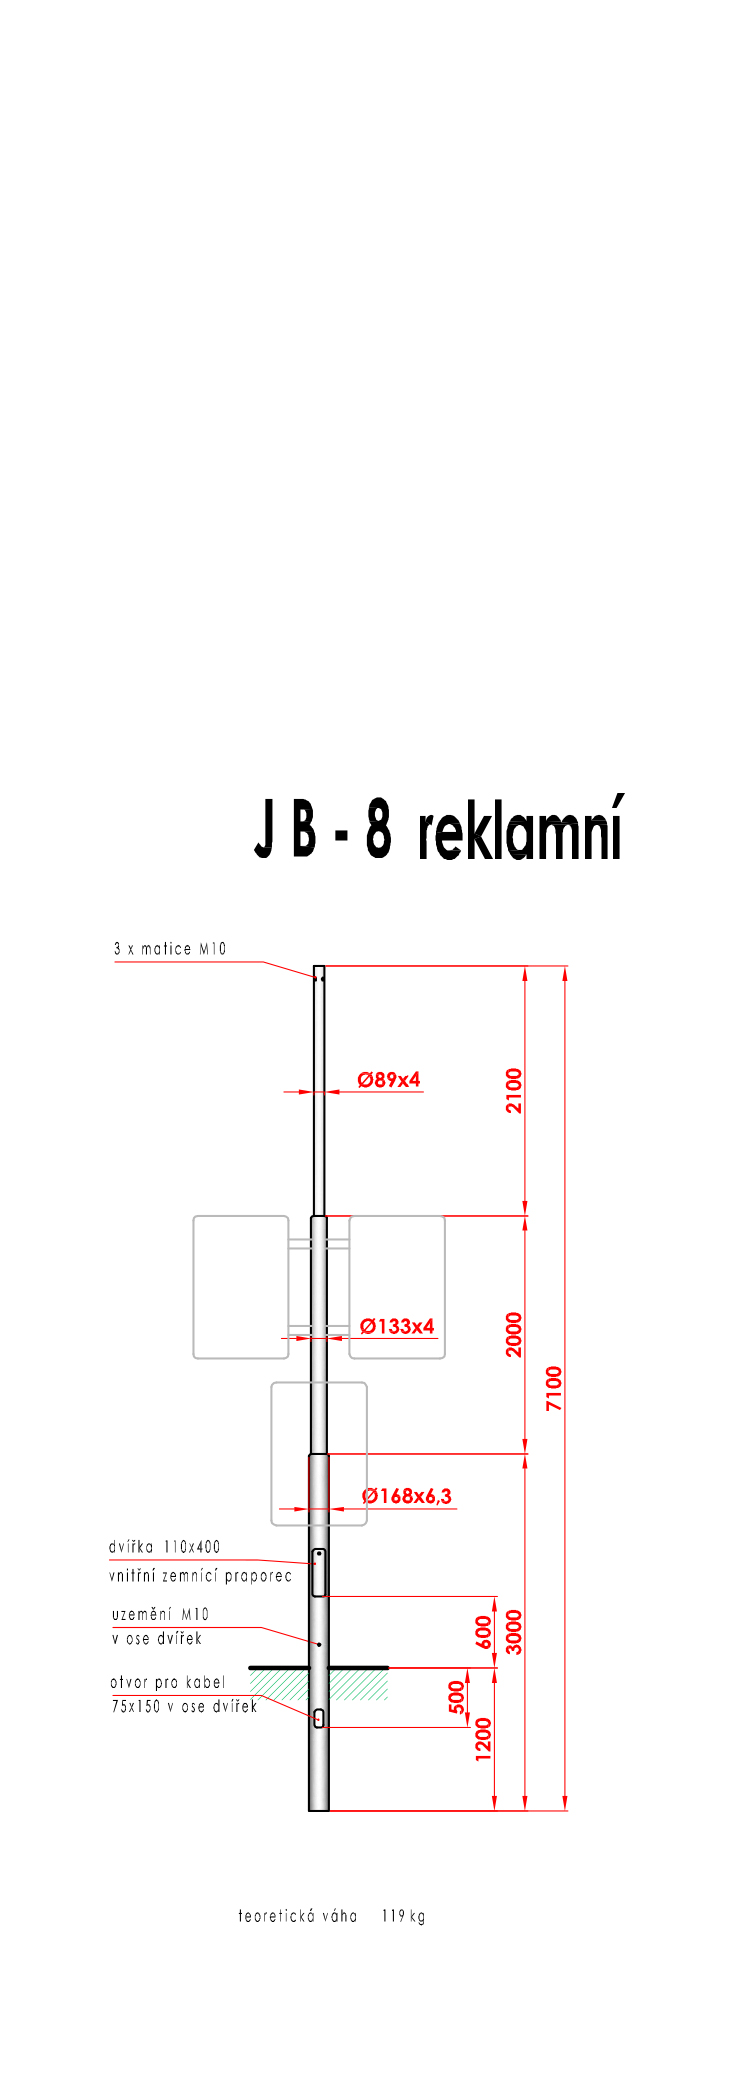 JB - 8 reklamní
3 x matice M10
Ø89x4
2100
Ø133x4
2000
7100
Ø168x6,3
dvířka 110x400
vnitřní zemnící praporec
uzemění M10
v ose dvířek
600
3000
otvor pro kabel
75x150 v ose dvířek
500
1200
teoretická váha 119 kg